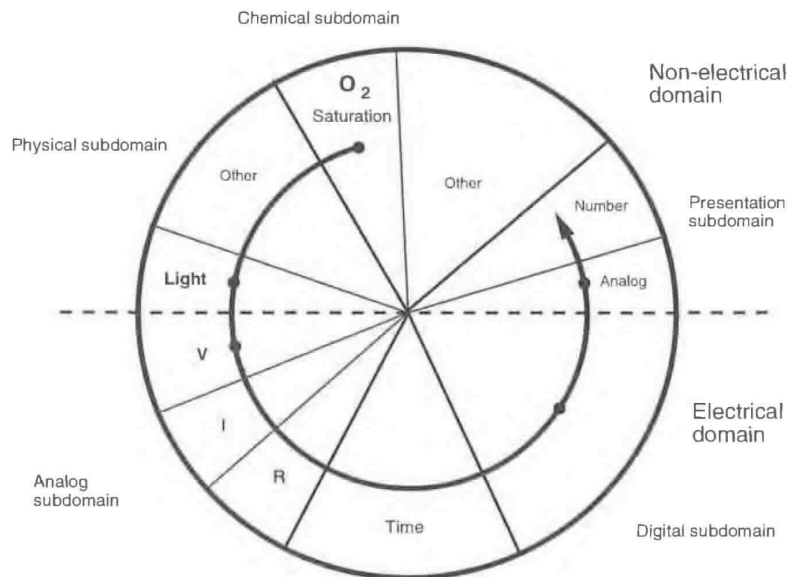 Chemical subdomain
Non-electrical
domain
O2
Saturation
Physical subdomain
Other
Other
Number
Presentation
subdomain
Light
Analog
V
I
Electrical
domain
R
Analog
subdomain
Time
Digital subdomain